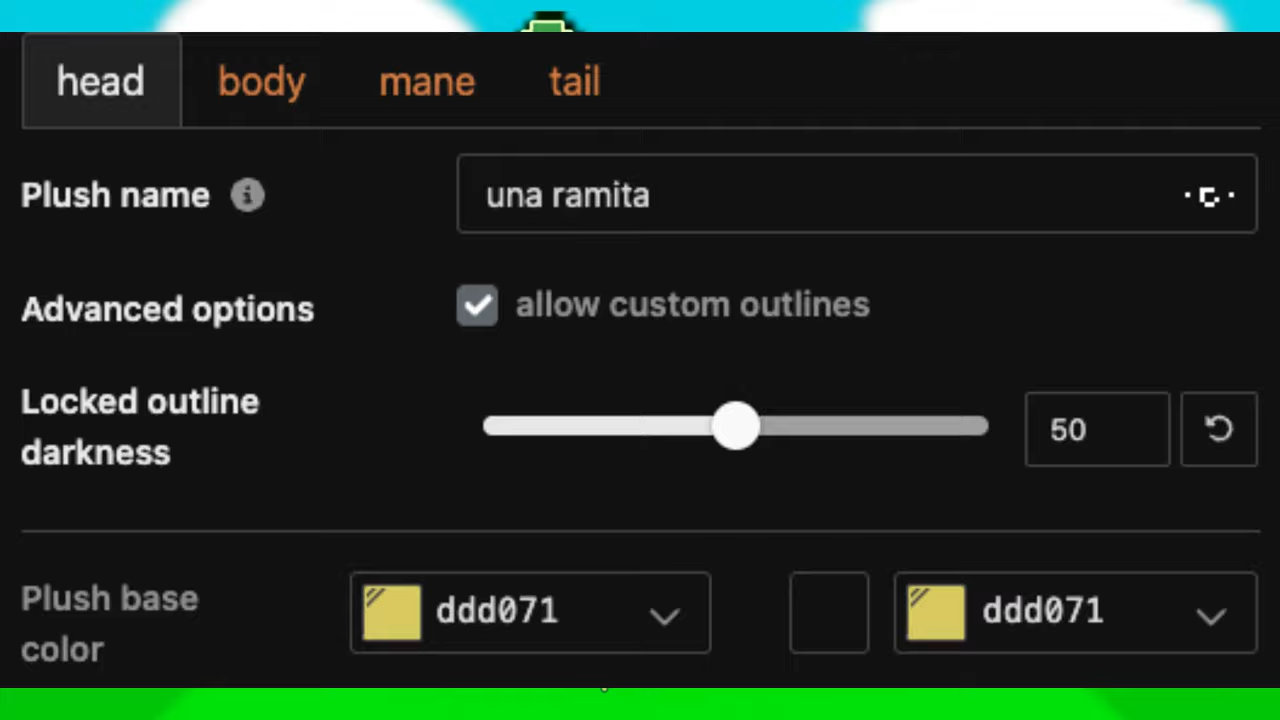 head body mane tail
Plush name una ramita
Advanced options allow custom outlines
Locked outline
darkness
50
Plush base
color
ddd071 ddd071